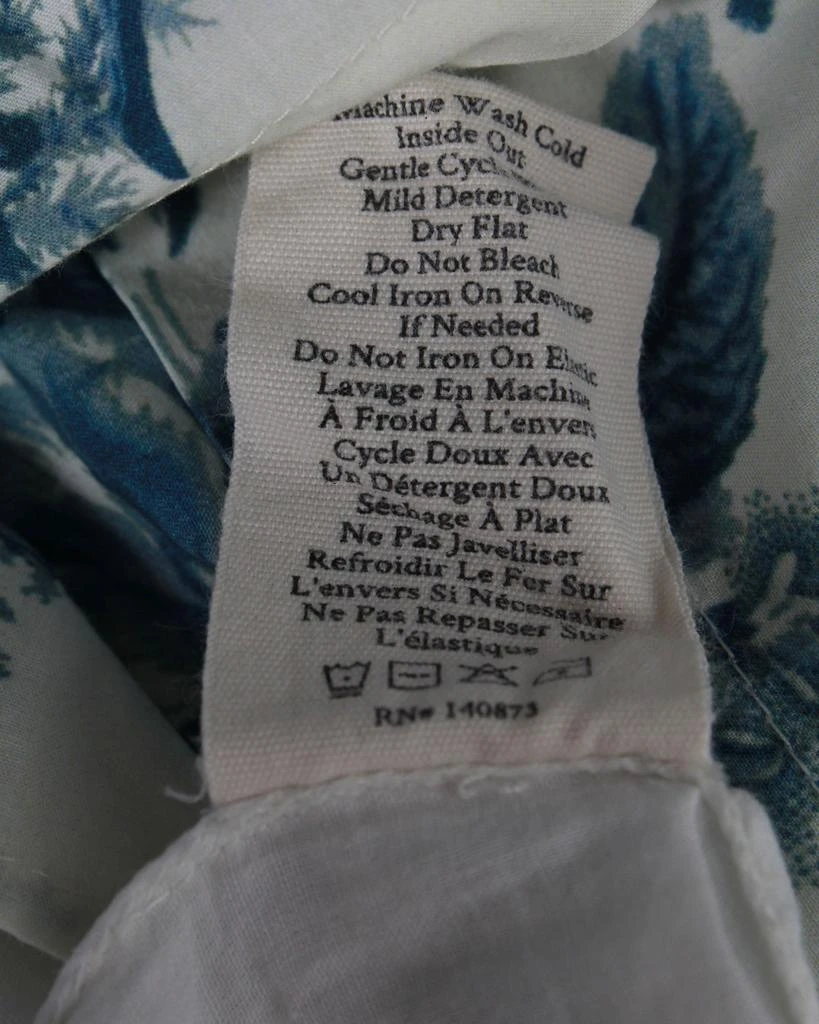 Machine Wash Cold
Inside Out
Gentle Cycle
Mild Detergent
Dry Flat
Do Not Bleach
Cool Iron On Reverse
If Needed
Do Not Iron On Elastic
Lavage En Machine
À Froid À L'envers
Cycle Doux Avec
Un Détergent Doux
Séchage À Plat
Ne Pas Javelliser
Refroidir Le Fer Sur
L'envers Si Nécessaire
Ne Pas Repasser Sur
L'élastique
RN# 140873